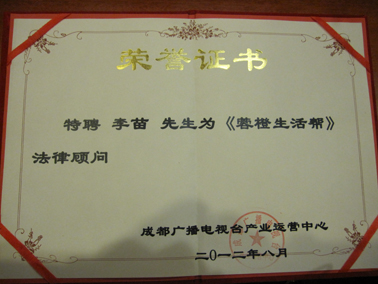 荣誉证书
特聘 李苗 先生为《蓉橙生活帮》
法律顾问
成都广播电视台产业运营中心
二〇一二年八月